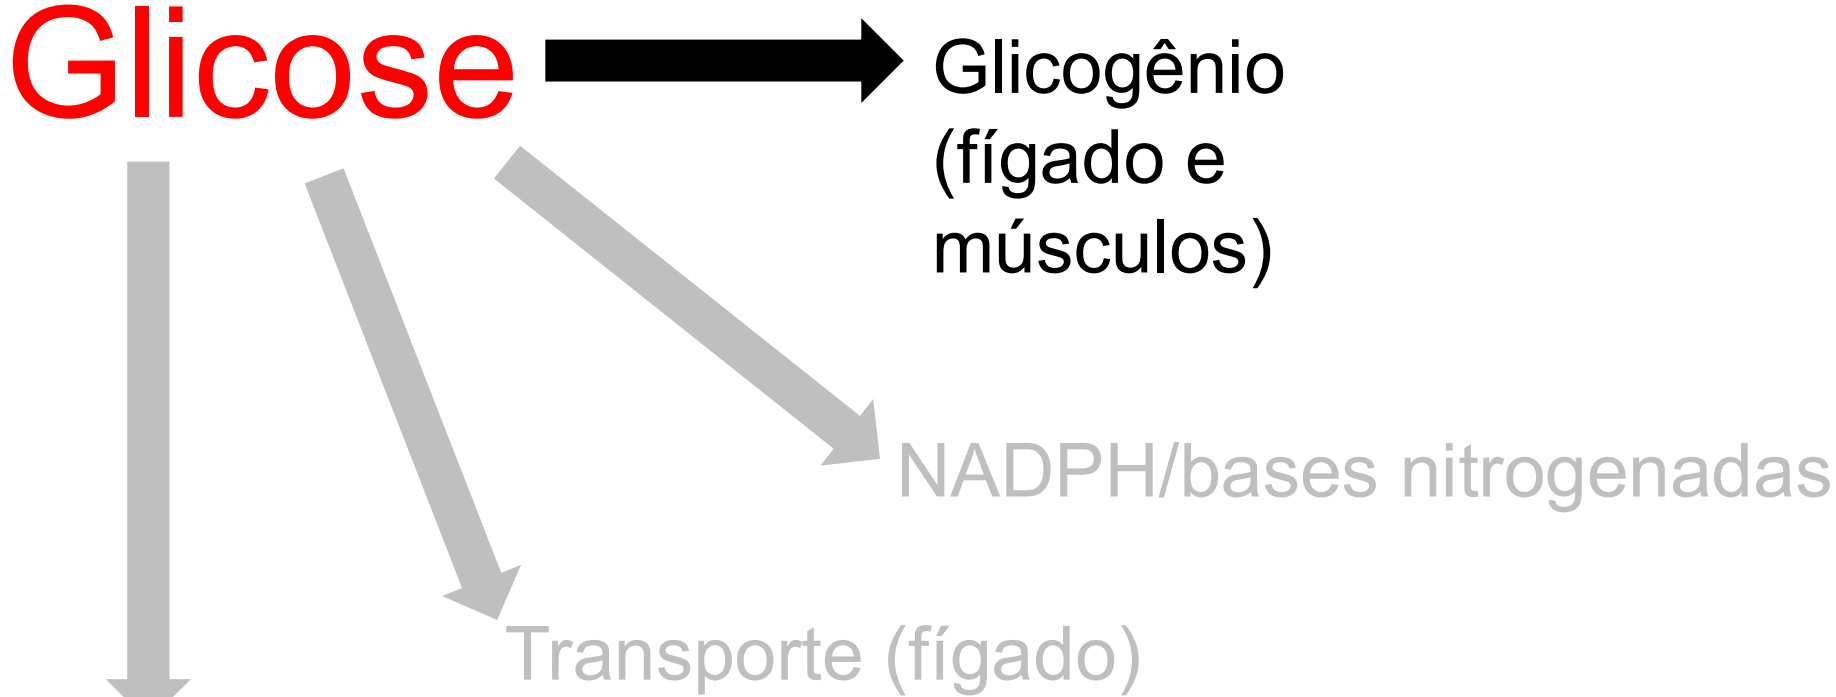 Glicose
Glicogênio
(fígado e
músculos)
NADPH/bases nitrogenadas
Transporte (fígado)